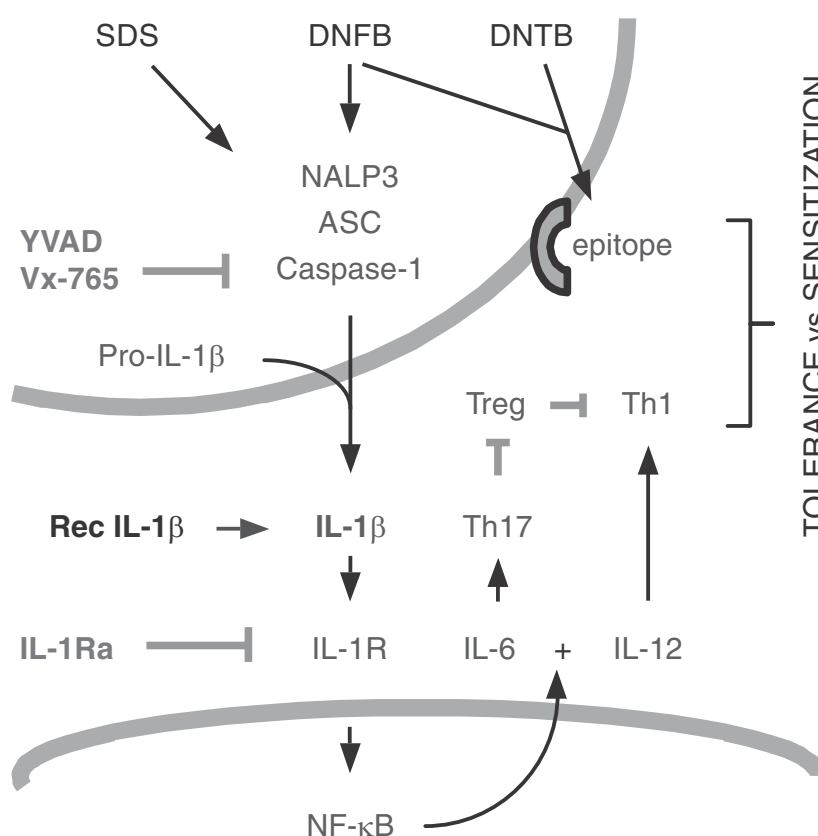 SDS DNFB DNTB
NALP3
ASC
Caspase-1
YVAD
Vx-765
epitope
Pro-IL-1β
Treg Th1
Rec IL-1β IL-1β Th17
IL-1Ra IL-1R IL-6 + IL-12
NF-κB
TOLERANCE vs SENSITIZATION